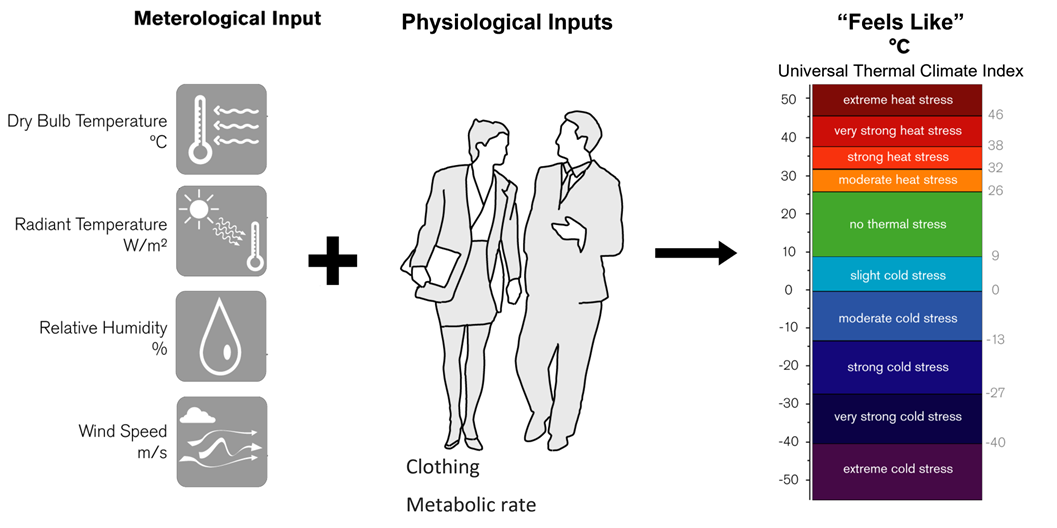 Meterological Input
Physiological Inputs
“Feels Like”
°C
Universal Thermal Climate Index
Dry Bulb Temperature
ºC
Radiant Temperature
W/m²
Relative Humidity
%
Wind Speed
m/s
Clothing
Metabolic rate
50
40
30
20
10
0
-10
-20
-30
-40
-50
extreme heat stress
very strong heat stress
strong heat stress
moderate heat stress
no thermal stress
slight cold stress
moderate cold stress
strong cold stress
very strong cold stress
extreme cold stress
46
38
32
26
9
0
-13
-27
-40